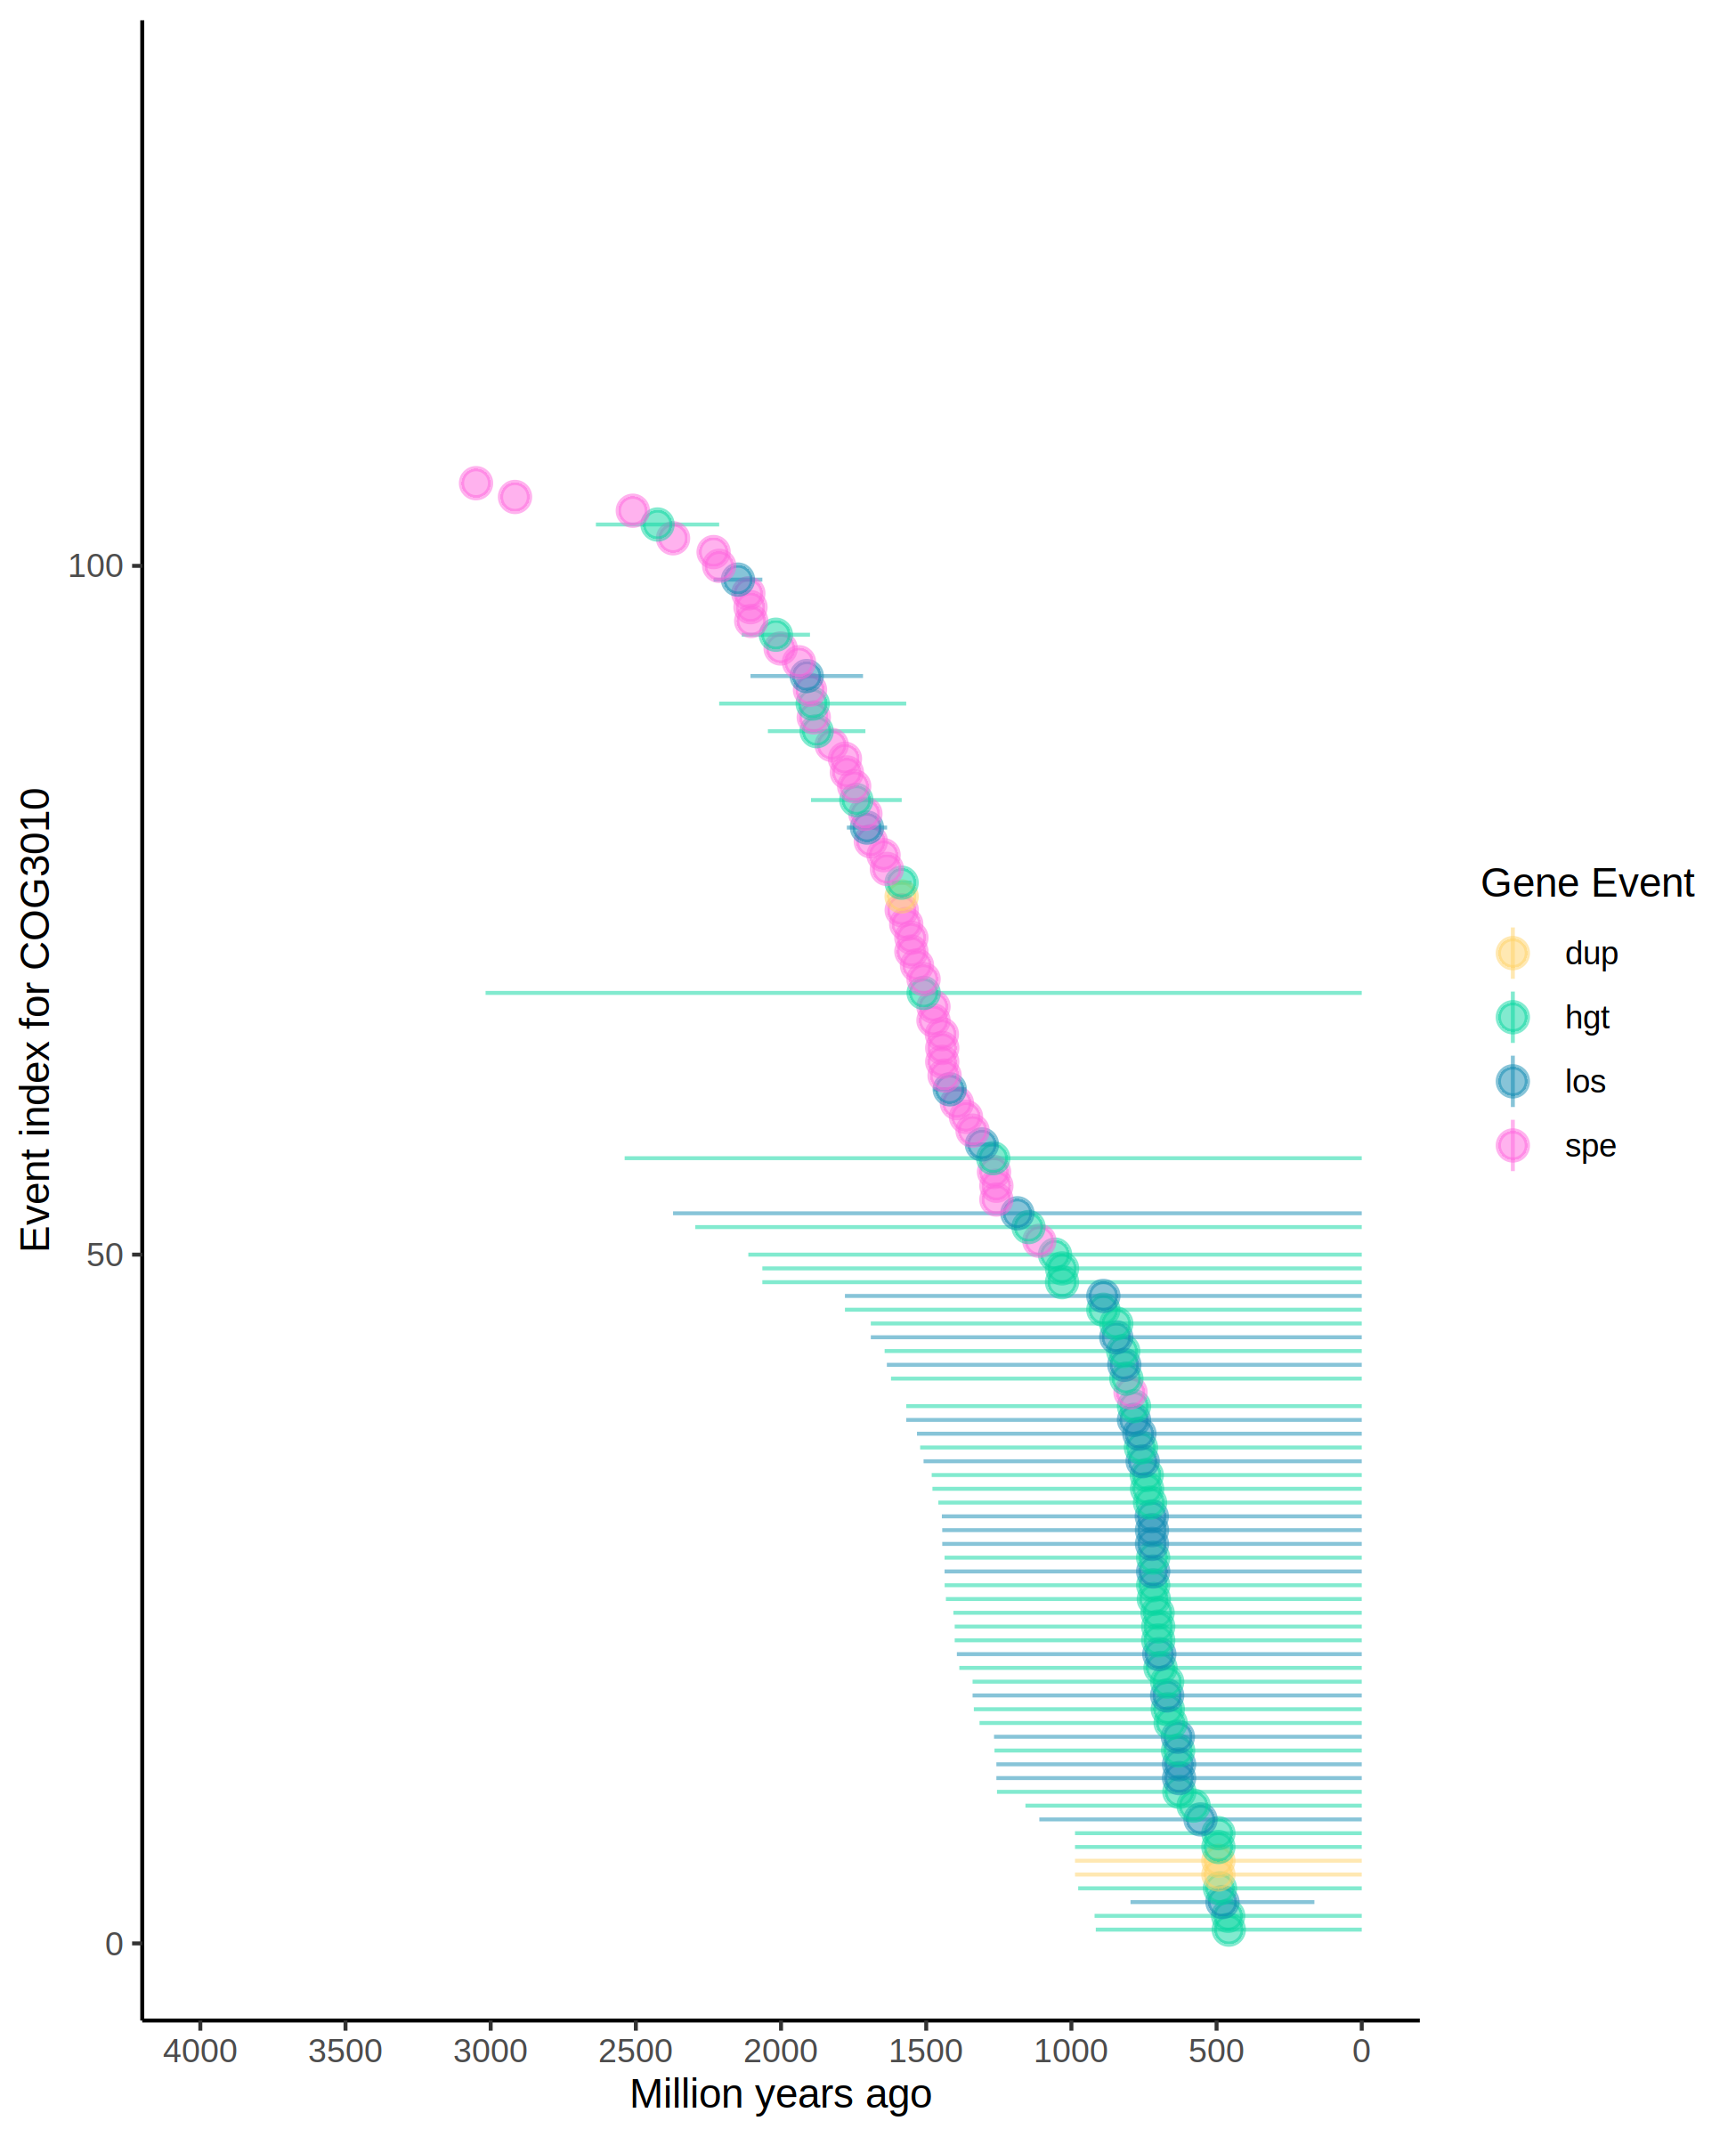 Event index for COG3010
100
50
0
4000 3500 3000 2500 2000 1500 1000 500 0
Million years ago
Gene Event
dup
hgt
los
spe